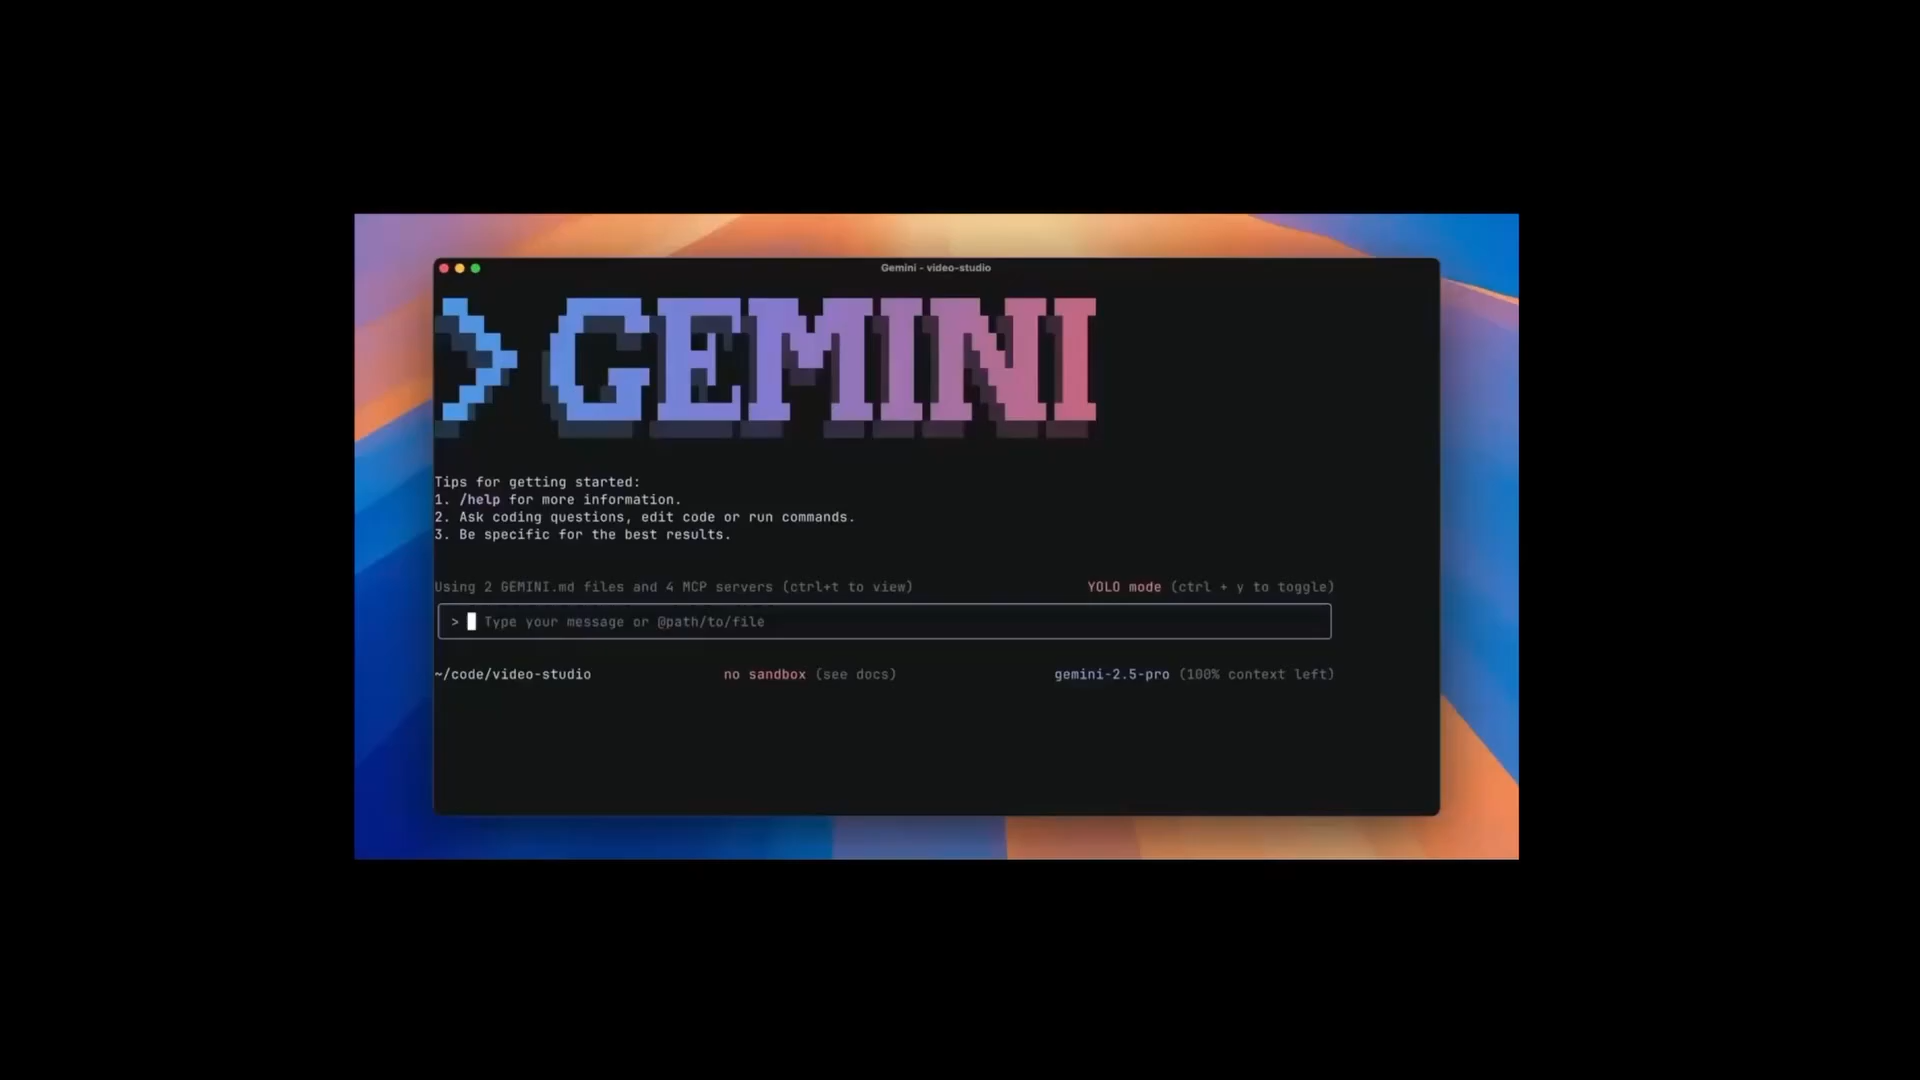 Gemini - video-studio
>GEMINI
Tips for getting started:
1. /help for more information.
2. Ask coding questions, edit code or run commands.
3. Be specific for the best results.
Using 2 GEMINI.md files and 4 MCP servers (ctrl+t to view) YOLO mode (ctrl + y to toggle)
> Type your message or @path/to/file
~/code/video-studio no sandbox (see docs) gemini-2.5-pro (100% context left)